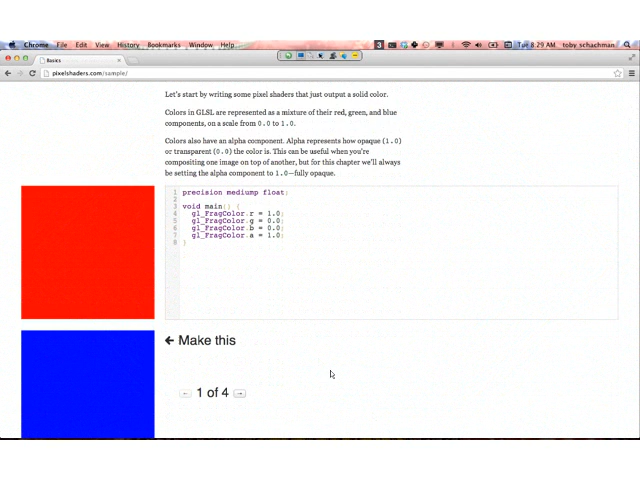 Chrome File Edit View History Bookmarks Window Help 3 Tue 8:29 AM toby schachman
Basics
pixelshaders.com/sample/
Let's start by writing some pixel shaders that just output a solid color.
Colors in GLSL are represented as a mixture of their red, green, and blue
components, on a scale from 0.0 to 1.0.
Colors also have an alpha component. Alpha represents how opaque (1.0)
or transparent (0.0) the color is. This can be useful when you're
compositing one image on top of another, but for this chapter we'll always
be setting the alpha component to 1.0—fully opaque.
1 precision mediump float;
2
3 void main() {
4 gl_FragColor.r = 1.0;
5 gl_FragColor.g = 0.0;
6 gl_FragColor.b = 0.0;
7 gl_FragColor.a = 1.0;
8 }
← Make this
← 1 of 4 →